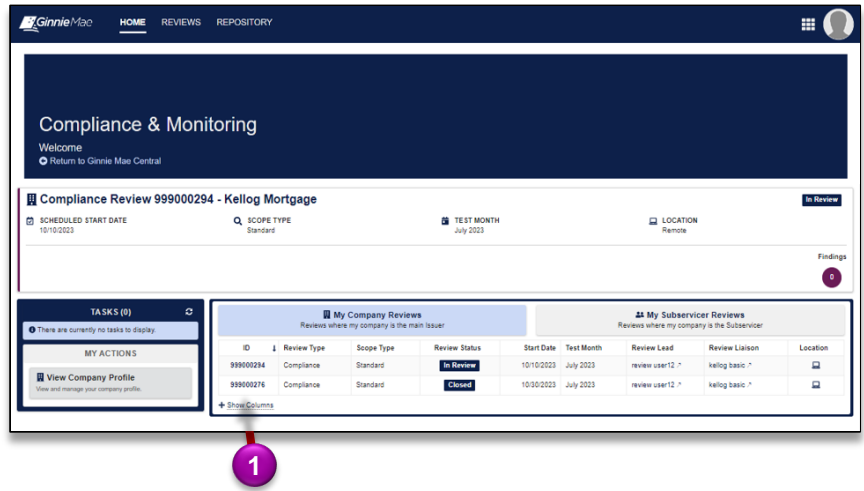 GinnieMae HOME REVIEWS REPOSITORY
Compliance & Monitoring
Welcome
Return to Ginnie Mae Central
Compliance Review 999000294 - Kellog Mortgage In Review
SCHEDULED START DATE SCOPE TYPE TEST MONTH LOCATION
10/10/2023 Standard July 2023 Remote
Findings
0
TASKS (0)
There are currently no tasks to display.
MY ACTIONS
View Company Profile
View and manage your company profile.
My Company Reviews
Reviews where my company is the main Issuer
My Subservicer Reviews
Reviews where my company is the Subservicer
ID Review Type Scope Type Review Status Start Date Test Month Review Lead Review Liaison Location
999000294 Compliance Standard In Review 10/10/2023 July 2023 review user12 kellog basic
999000276 Compliance Standard Closed 10/30/2023 July 2023 review user12 kellog basic
+ Show Columns
1